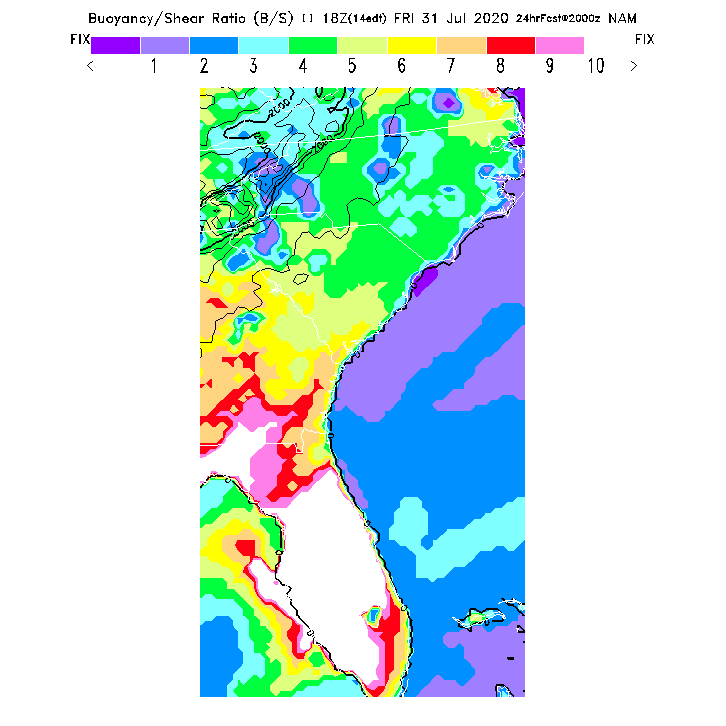 Buoyancy/Shear Ratio (B/S) [] 18Z(14edt) FRI 31 Jul 2020 24hrFcst@2000z NAM
FIX FIX
< 1 2 3 4 5 6 7 8 9 10 >
2000